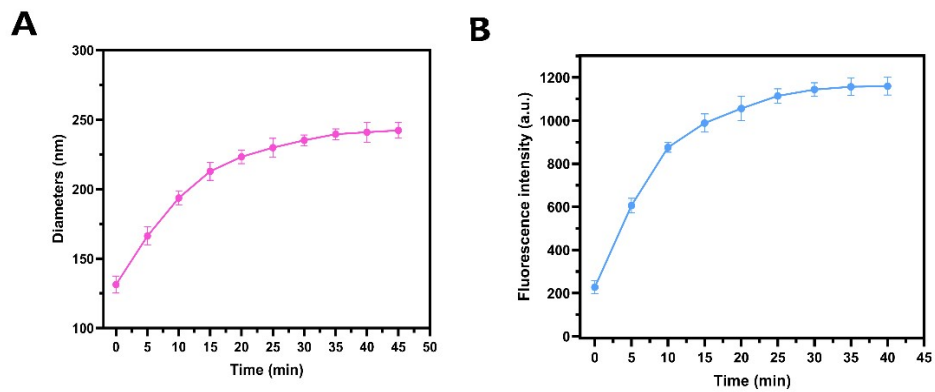 A
300
250
200
150
100
Diameters (nm)
0 5 10 15 20 25 30 35 40 45 50
Time (min)
B
1200
1000
800
600
400
200
0
Fluorescence intensity (a.u.)
0 5 10 15 20 25 30 35 40 45
Time (min)